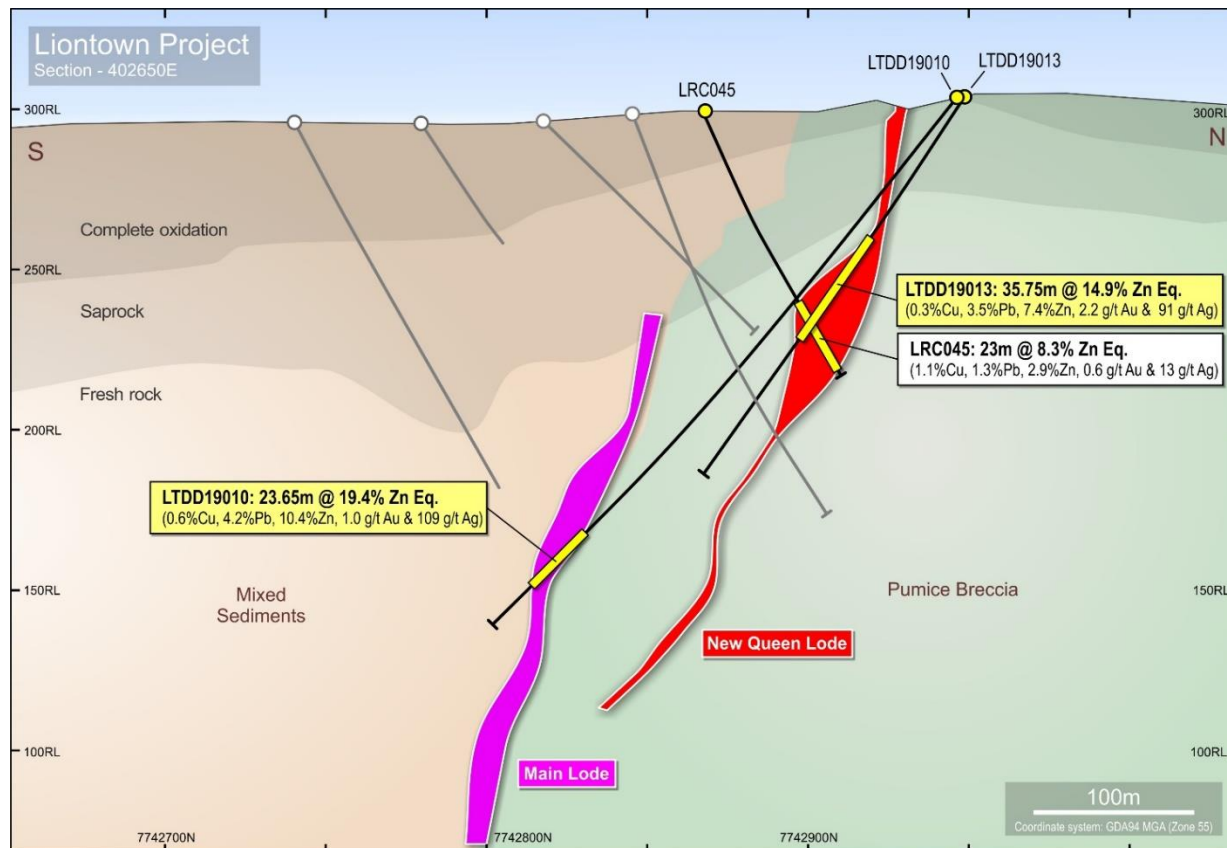 Liontown Project
Section - 402650E
LTDD19010
LTDD19013
LRC045
300RL
300RL
S
N
Complete oxidation
250RL
250RL
Saprock
LTDD19013: 35.75m @ 14.9% Zn Eq.
(0.3%Cu, 3.5%Pb, 7.4%Zn, 2.2 g/t Au & 91 g/t Ag)
LRC045: 23m @ 8.3% Zn Eq.
(1.1%Cu, 1.3%Pb, 2.9%Zn, 0.6 g/t Au & 13 g/t Ag)
Fresh rock
200RL
200RL
LTDD19010: 23.65m @ 19.4% Zn Eq.
(0.6%Cu, 4.2%Pb, 10.4%Zn, 1.0 g/t Au & 109 g/t Ag)
150RL
150RL
Mixed
Sediments
Pumice Breccia
New Queen Lode
100RL
100RL
Main Lode
100m
Coordinate system: GDA94 MGA (Zone 55)
7742700N
7742800N
7742900N